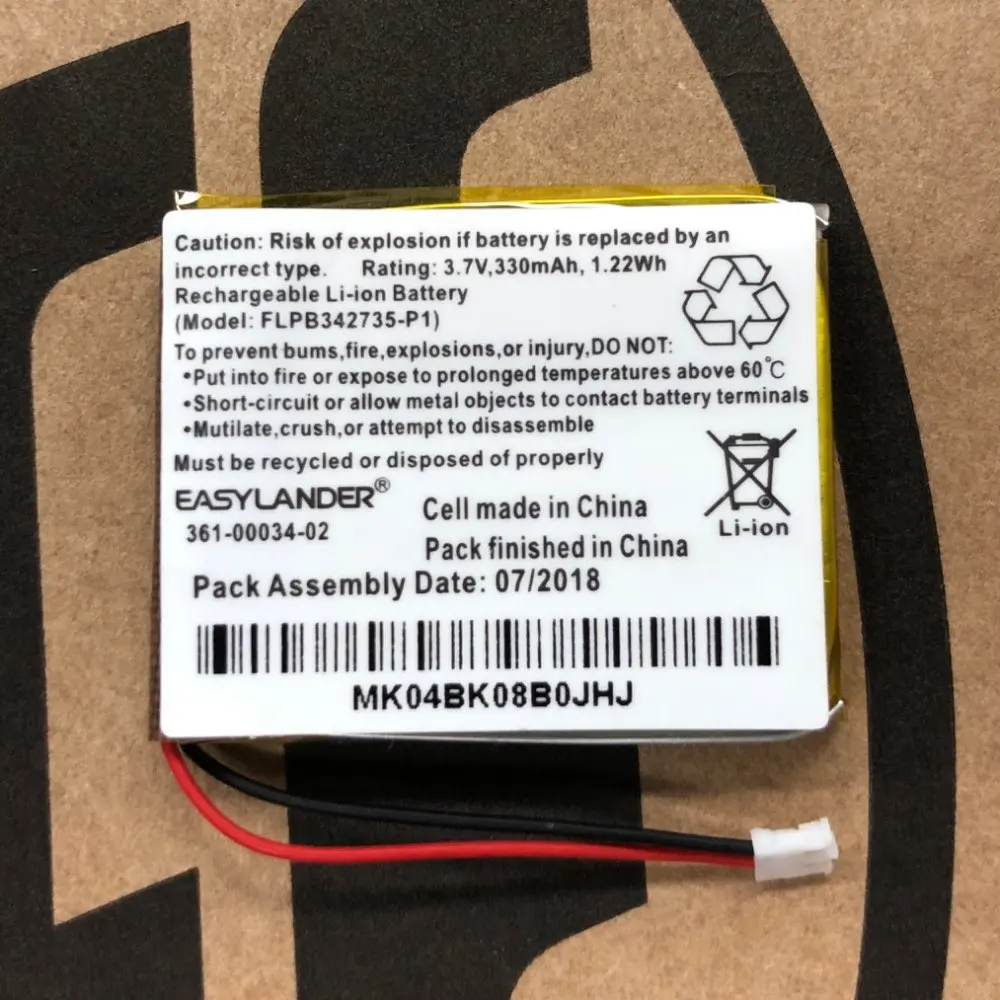 Caution: Risk of explosion if battery is replaced by an
incorrect type. Rating: 3.7V,330mAh, 1.22Wh
Rechargeable Li-ion Battery
(Model: FLPB342735-P1)
To prevent bums,fire,explosions,or injury,DO NOT:
•Put into fire or expose to prolonged temperatures above 60℃
•Short-circuit or allow metal objects to contact battery terminals
•Mutilate,crush,or attempt to disassemble
Must be recycled or disposed of properly
EASYLANDER®
361-00034-02
Cell made in China
Pack finished in China
Li-ion
Pack Assembly Date: 07/2018
MK04BK08B0JHJ